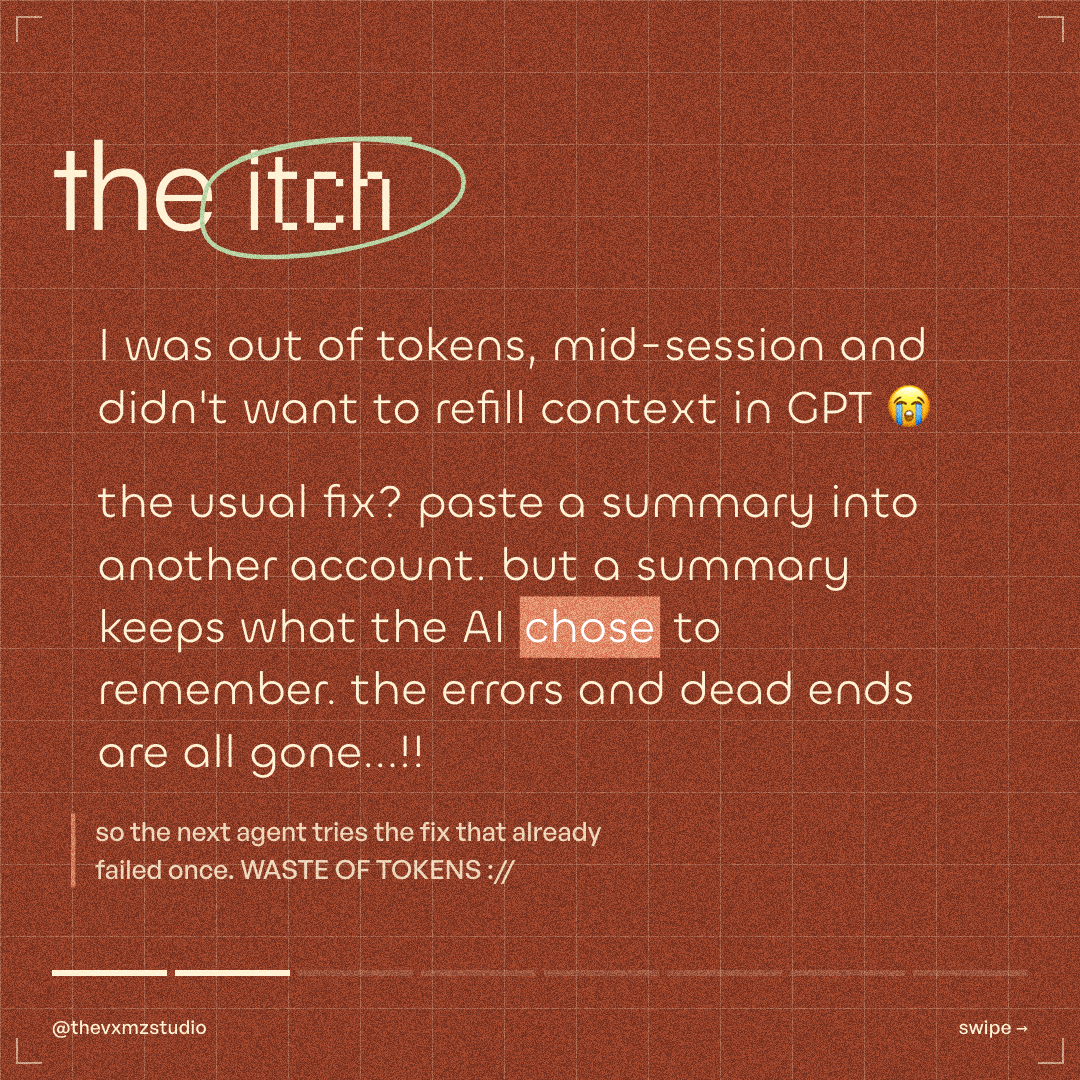 the itch
I was out of tokens, mid-session and
didn't want to refill context in GPT 😭
the usual fix? paste a summary into
another account. but a summary
keeps what the AI chose to
remember. the errors and dead ends
are all gone...!!
so the next agent tries the fix that already
failed once. WASTE OF TOKENS ://
@thevxmzstudio
swipe →